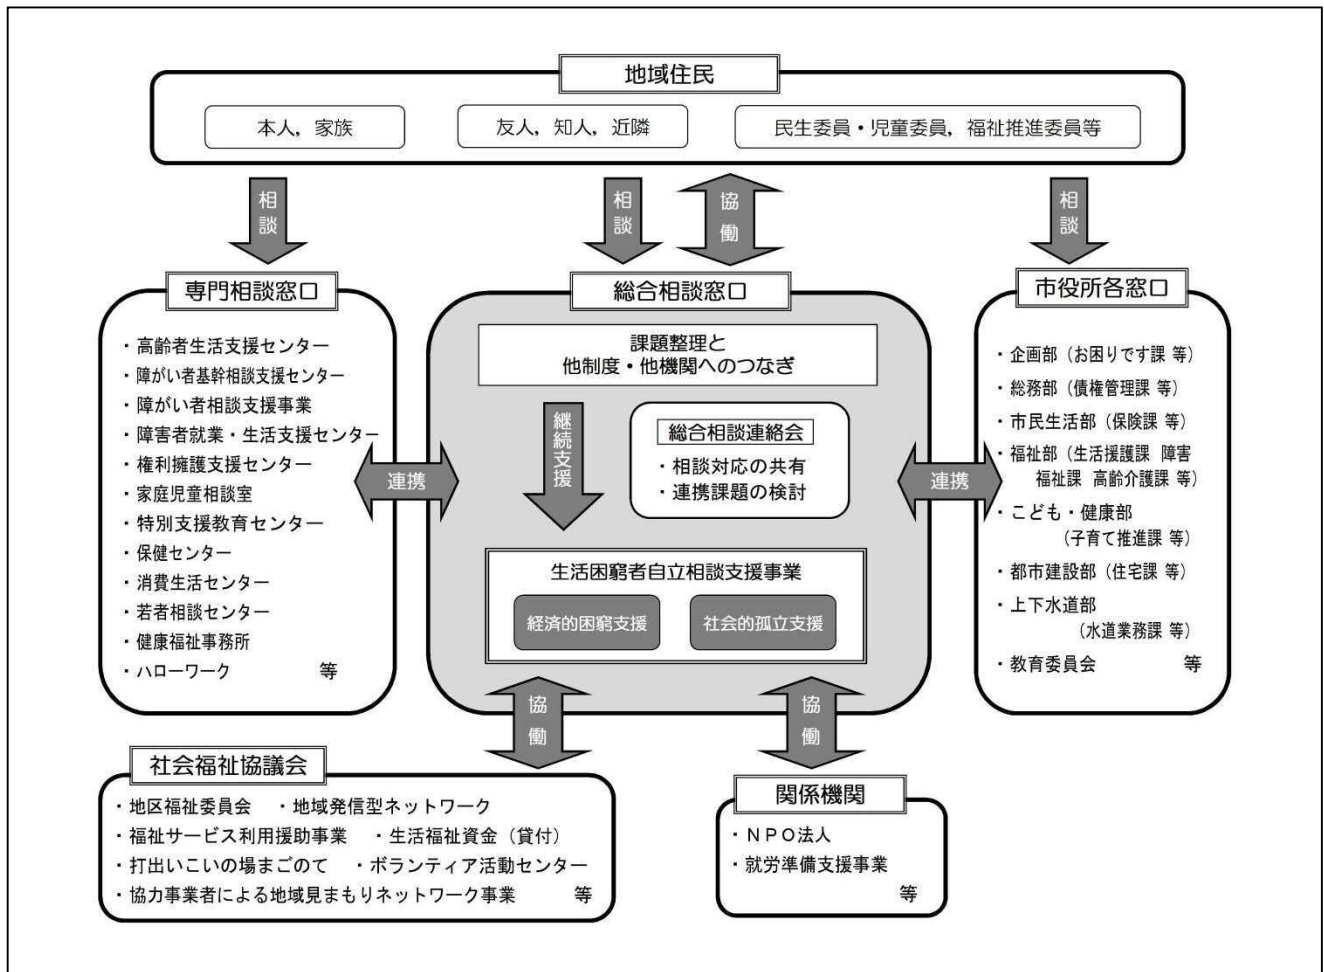 地域住民
本人，家族
友人，知人，近隣
民生委員・児童委員，福祉推進委員等
相談
相談
協働
相談
専門相談窓口
・高齢者生活支援センター
・障がい者基幹相談支援センター
・障がい者相談支援事業
・障害者就業・生活支援センター
・権利擁護支援センター
・家庭児童相談室
・特別支援教育センター
・保健センター
・消費生活センター
・若者相談センター
・健康福祉事務所
・ハローワーク　等
連携
総合相談窓口
課題整理と
他制度・他機関へのつなぎ
継続支援
総合相談連絡会
・相談対応の共有
・連携課題の検討
生活困窮者自立相談支援事業
経済的困窮支援
社会的孤立支援
連携
市役所各窓口
・企画部（お困りです課 等）
・総務部（債権管理課 等）
・市民生活部（保険課 等）
・福祉部（生活援護課 障害
福祉課 高齢介護課 等）
・こども・健康部
（子育て推進課 等）
・都市建設部（住宅課 等）
・上下水道部
（水道業務課 等）
・教育委員会　等
協働
協働
社会福祉協議会
・地区福祉委員会　・地域発信型ネットワーク
・福祉サービス利用援助事業　・生活福祉資金（貸付）
・打出いこいの場まごのて　・ボランティア活動センター
・協力事業者による地域見まもりネットワーク事業　等
関係機関
・ＮＰＯ法人
・就労準備支援事業
等